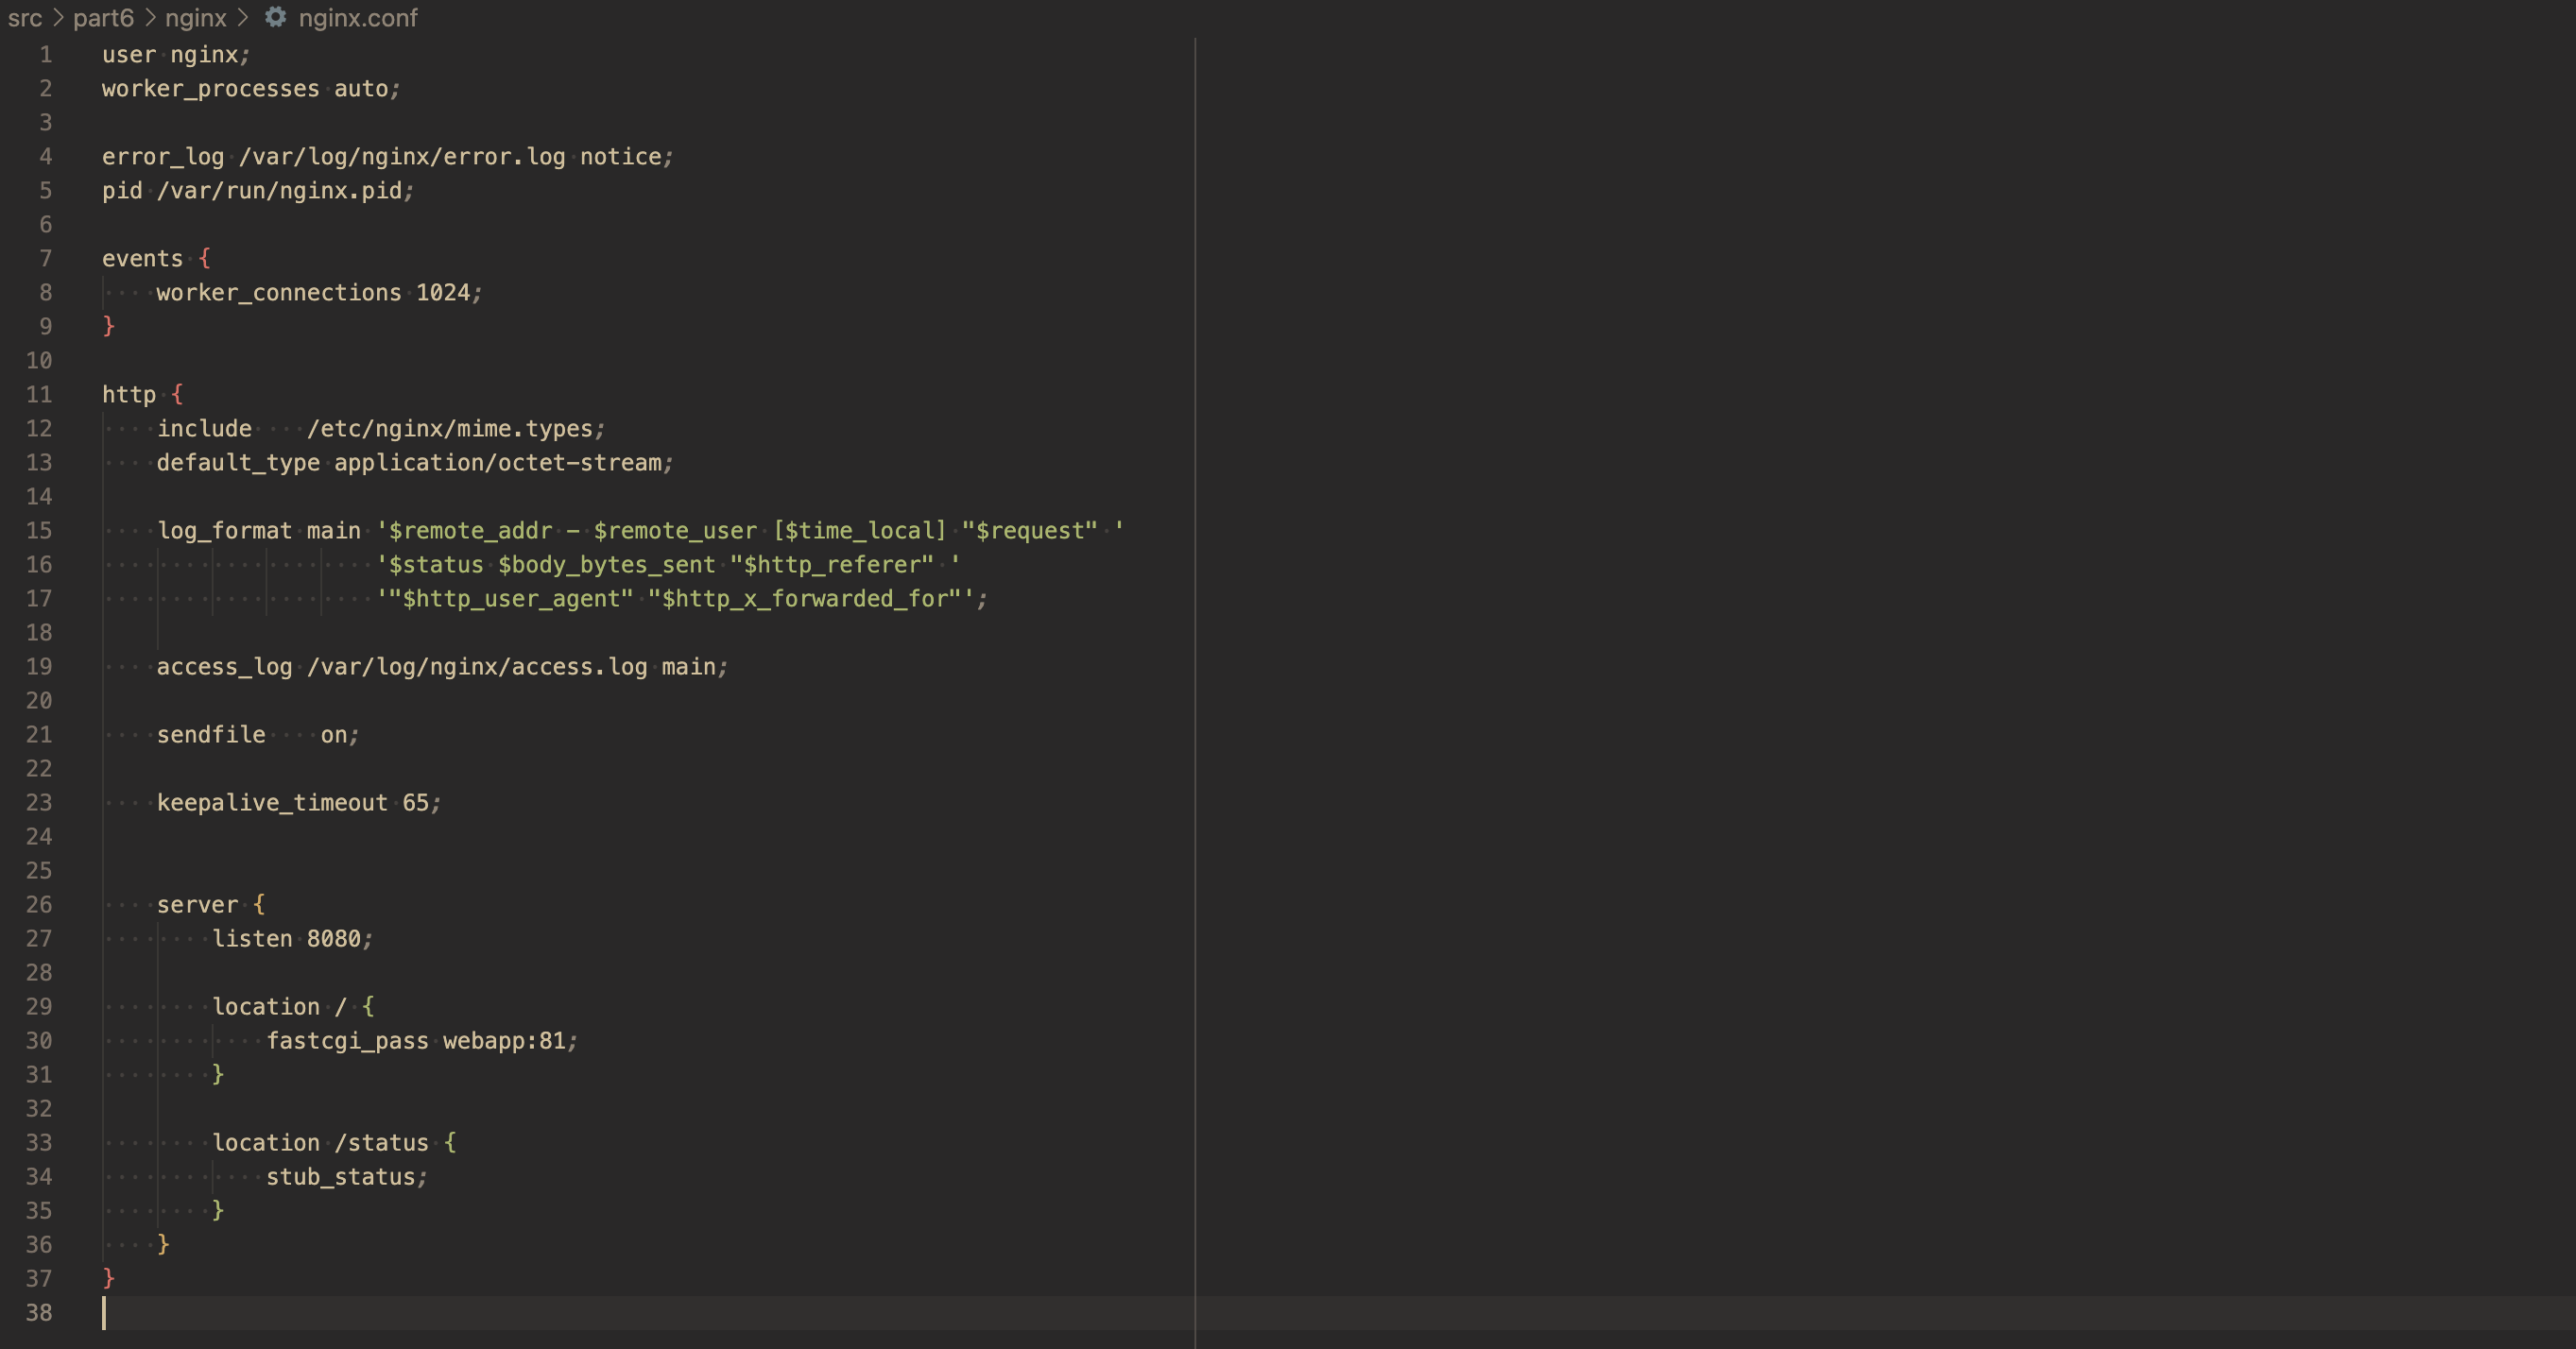 src > part6 > nginx > nginx.conf
1 user nginx;
2 worker_processes auto;
3
4 error_log /var/log/nginx/error.log notice;
5 pid /var/run/nginx.pid;
6
7 events {
8     worker_connections 1024;
9 }
10
11 http {
12     include    /etc/nginx/mime.types;
13     default_type application/octet-stream;
14
15     log_format main '$remote_addr - $remote_user [$time_local] "$request" '
16                     '$status $body_bytes_sent "$http_referer" '
17                     '"$http_user_agent" "$http_x_forwarded_for"';
18
19     access_log /var/log/nginx/access.log main;
20
21     sendfile    on;
22
23     keepalive_timeout 65;
24
25
26     server {
27         listen 8080;
28
29         location / {
30             fastcgi_pass webapp:81;
31         }
32
33         location /status {
34             stub_status;
35         }
36     }
37 }
38